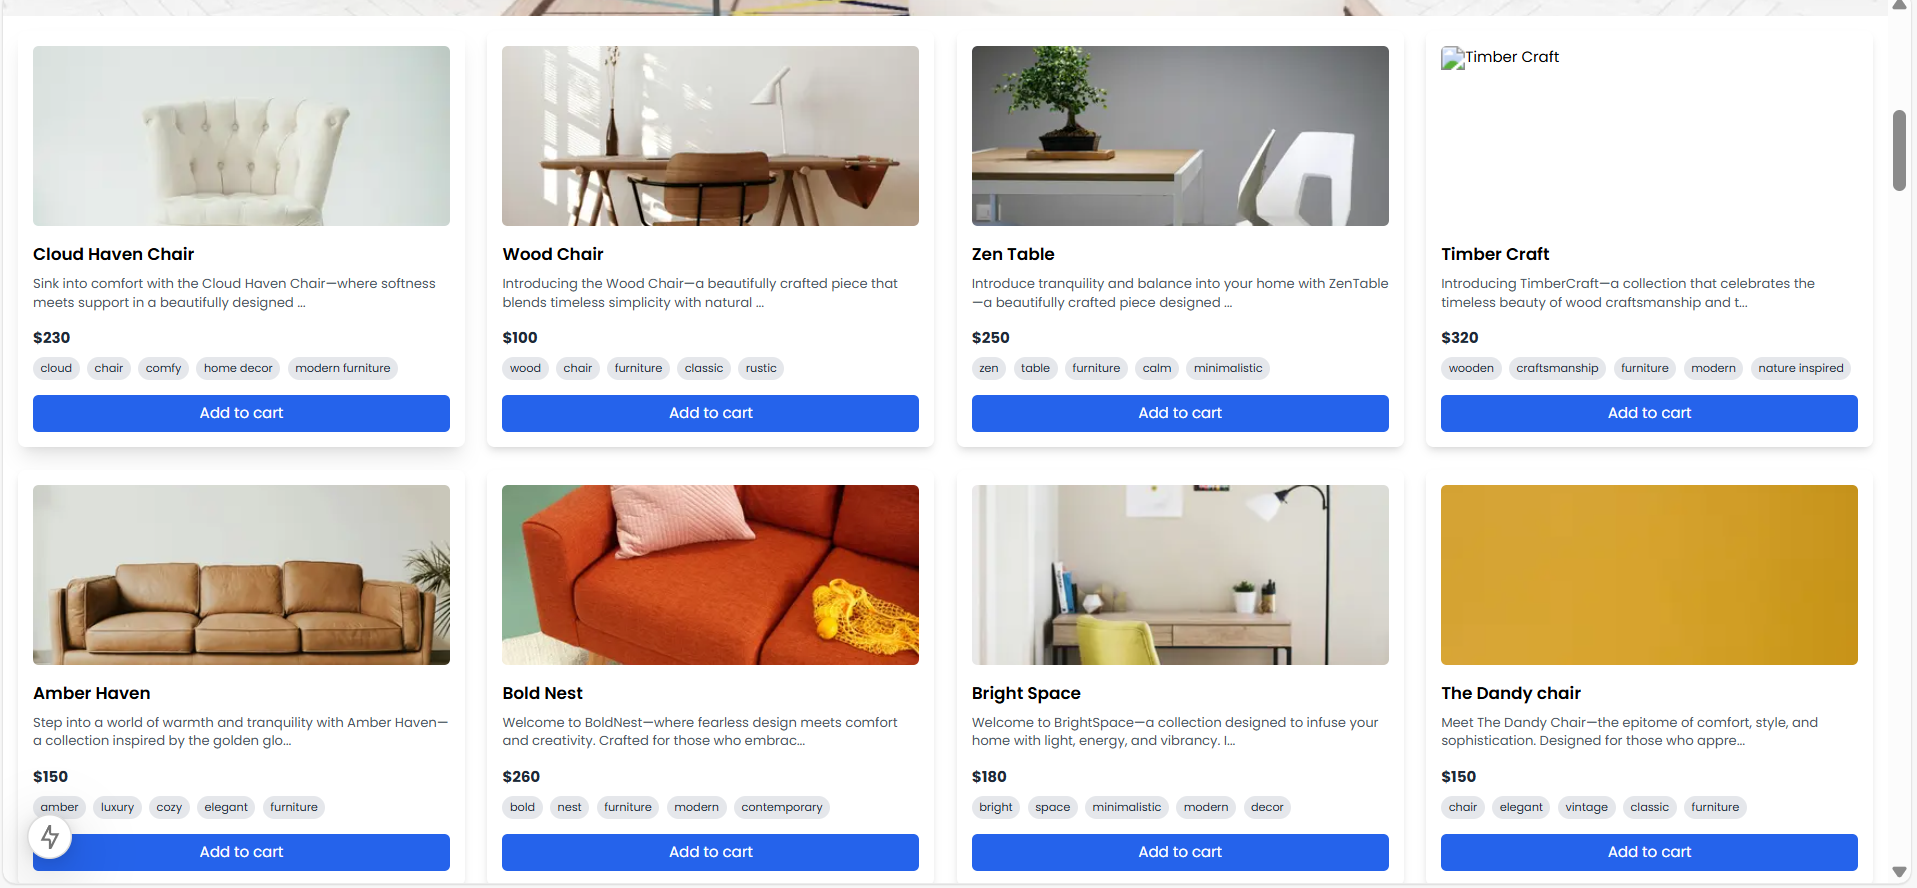 Timber Craft
Cloud Haven Chair
Sink into comfort with the Cloud Haven Chair—where softness
meets support in a beautifully designed ...
$230
cloud chair comfy home decor modern furniture
Add to cart
Wood Chair
Introducing the Wood Chair—a beautifully crafted piece that
blends timeless simplicity with natural ...
$100
wood chair furniture classic rustic
Add to cart
Zen Table
Introduce tranquility and balance into your home with ZenTable
—a beautifully crafted piece designed ...
$250
zen table furniture calm minimalistic
Add to cart
Timber Craft
Introducing TimberCraft—a collection that celebrates the
timeless beauty of wood craftsmanship and t...
$320
wooden craftsmanship furniture modern nature inspired
Add to cart
Amber Haven
Step into a world of warmth and tranquility with Amber Haven—
a collection inspired by the golden glo...
$150
amber luxury cozy elegant furniture
Add to cart
Bold Nest
Welcome to BoldNest—where fearless design meets comfort
and creativity. Crafted for those who embrac...
$260
bold nest furniture modern contemporary
Add to cart
Bright Space
Welcome to BrightSpace—a collection designed to infuse your
home with light, energy, and vibrancy. I...
$180
bright space minimalistic modern decor
Add to cart
The Dandy chair
Meet The Dandy Chair—the epitome of comfort, style, and
sophistication. Designed for those who appre...
$150
chair elegant vintage classic furniture
Add to cart